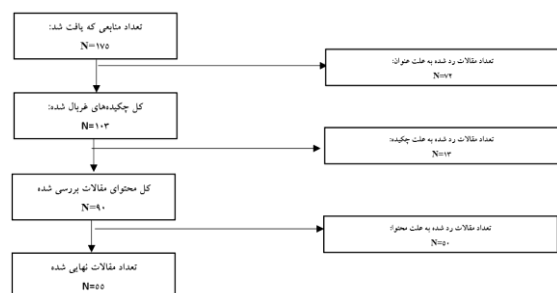 تعداد منابعی که یافت شد:
N=۱۷۵
تعداد مقالات رد شده به علت عنوان:
N=۷۲
کل چکیده‌های غربال شده:
N=۱۰۳
تعداد مقالات رد شده به علت چکیده:
N=۱۳
کل محتوای مقالات بررسی شده
N=۹۰
تعداد مقالات رد شده به علت محتوا:
N=۵۰
تعداد مقالات نهایی شده
N=۵۵